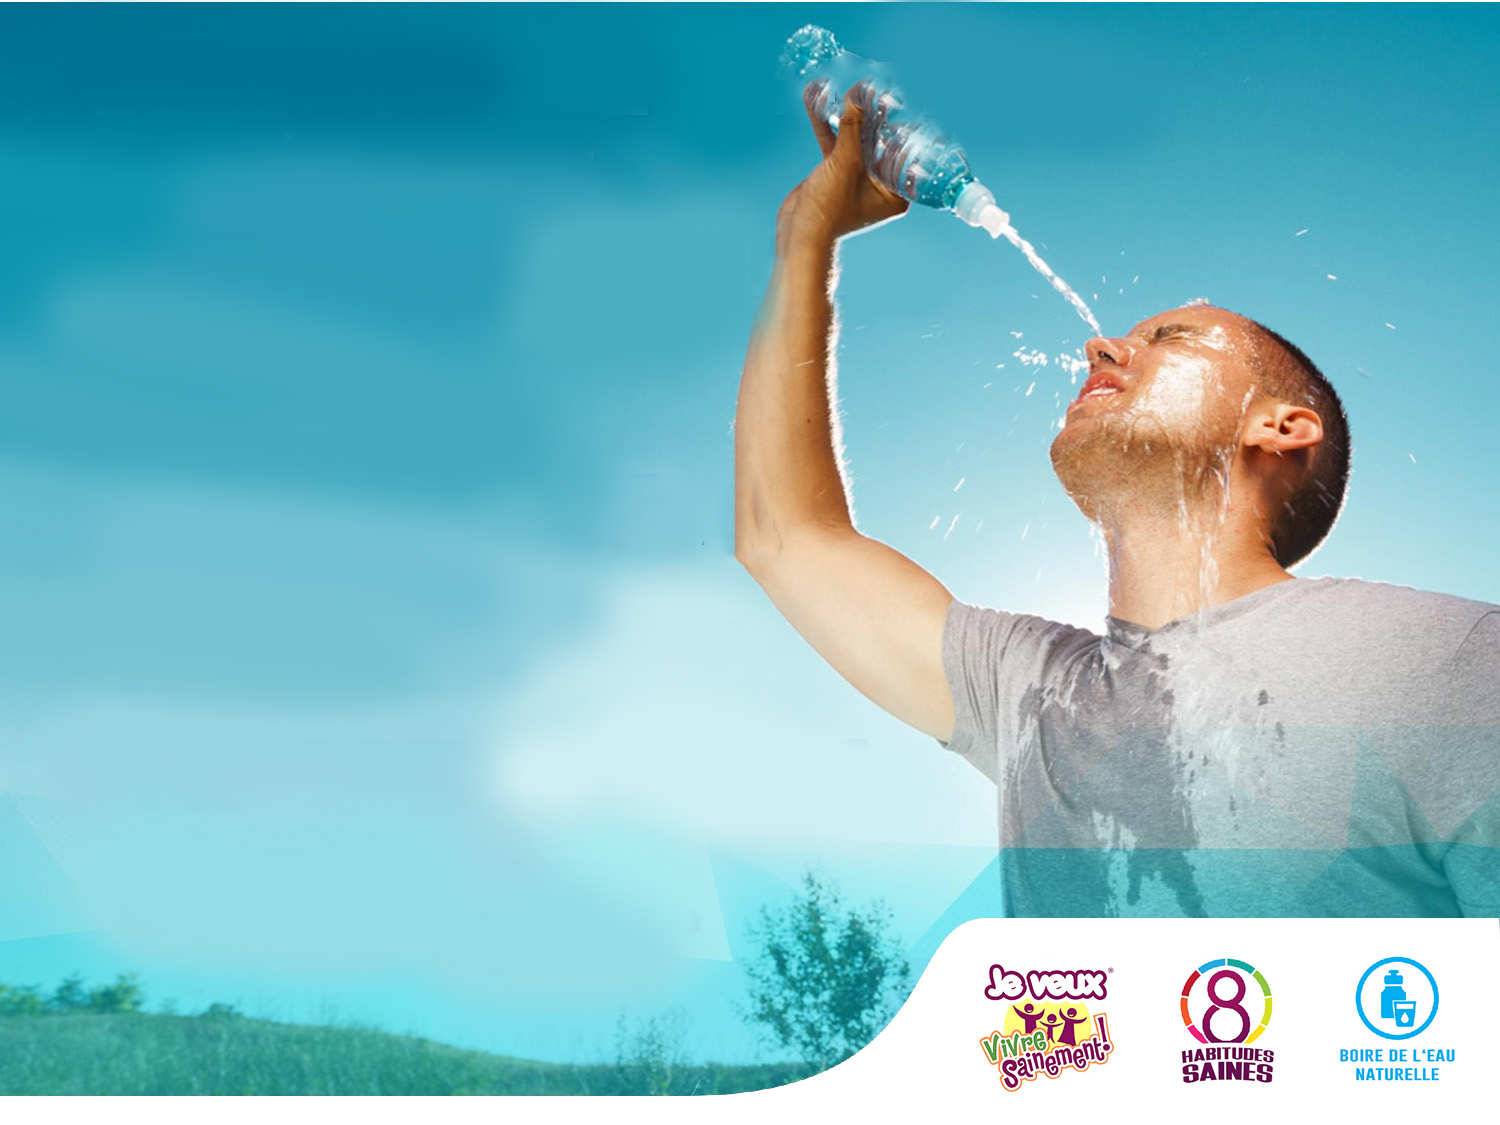 Je veux®
Vivre
Sainement!
8
HABITUDES
SAINES
BOIRE DE L'EAU
NATURELLE